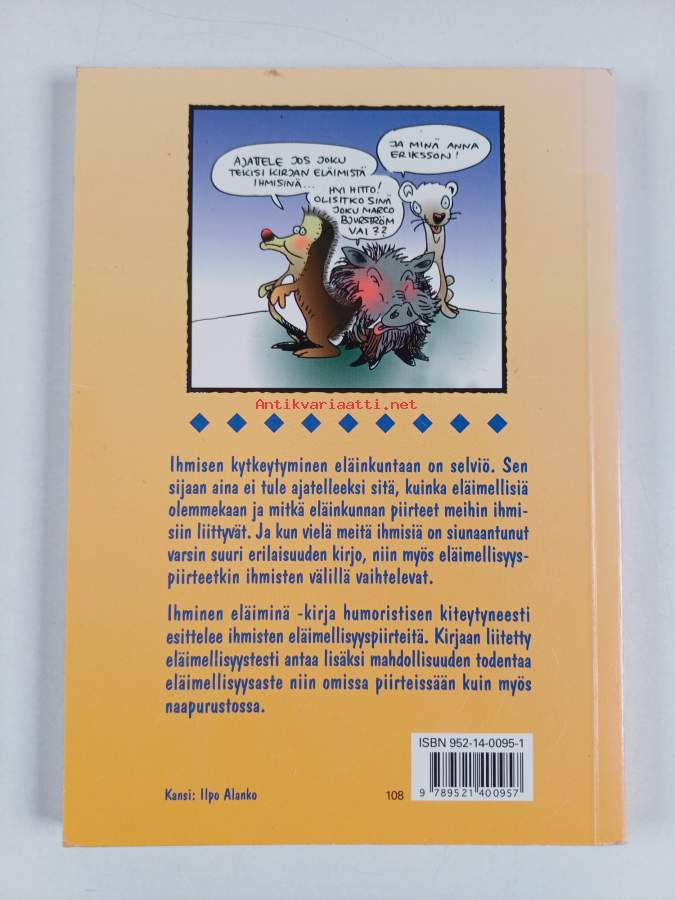 AJATTELE JOS JOKU
TEKISI KIRJAN ELÄIMISTÄ
IHMISINÄ...
HYI HITTO!
OLISITKO SINÄ
JOKU MARCO
BJURSTRÖM
VAI??
JA MINÄ ANNA
ERIKSSON!
Antikvariaatti.net
Ihmisen kytkeytyminen eläinkuntaan on selviö. Sen
sijaan aina ei tule ajatelleeksi sitä, kuinka eläimellisiä
olemmekaan ja mitkä eläinkunnan piirteet meihin ihmi-
siin liittyvät. Ja kun vielä meitä ihmisiä on siunaantunut
varsin suuri erilaisuuden kirjo, niin myös eläimellisyys-
piirteetkin ihmisten välillä vaihtelevat.
Ihminen eläiminä -kirja humoristisen kiteytyneesti
esittelee ihmisten eläimellisyyspiirteitä. Kirjaan liitetty
eläimellisyystesti antaa lisäksi mahdollisuuden todentaa
eläimellisyysaste niin omissa piirteissään kuin myös
naapurustossa.
ISBN 952-14-0095-1
9 789521 400957
Kansi: Ilpo Alanko
108